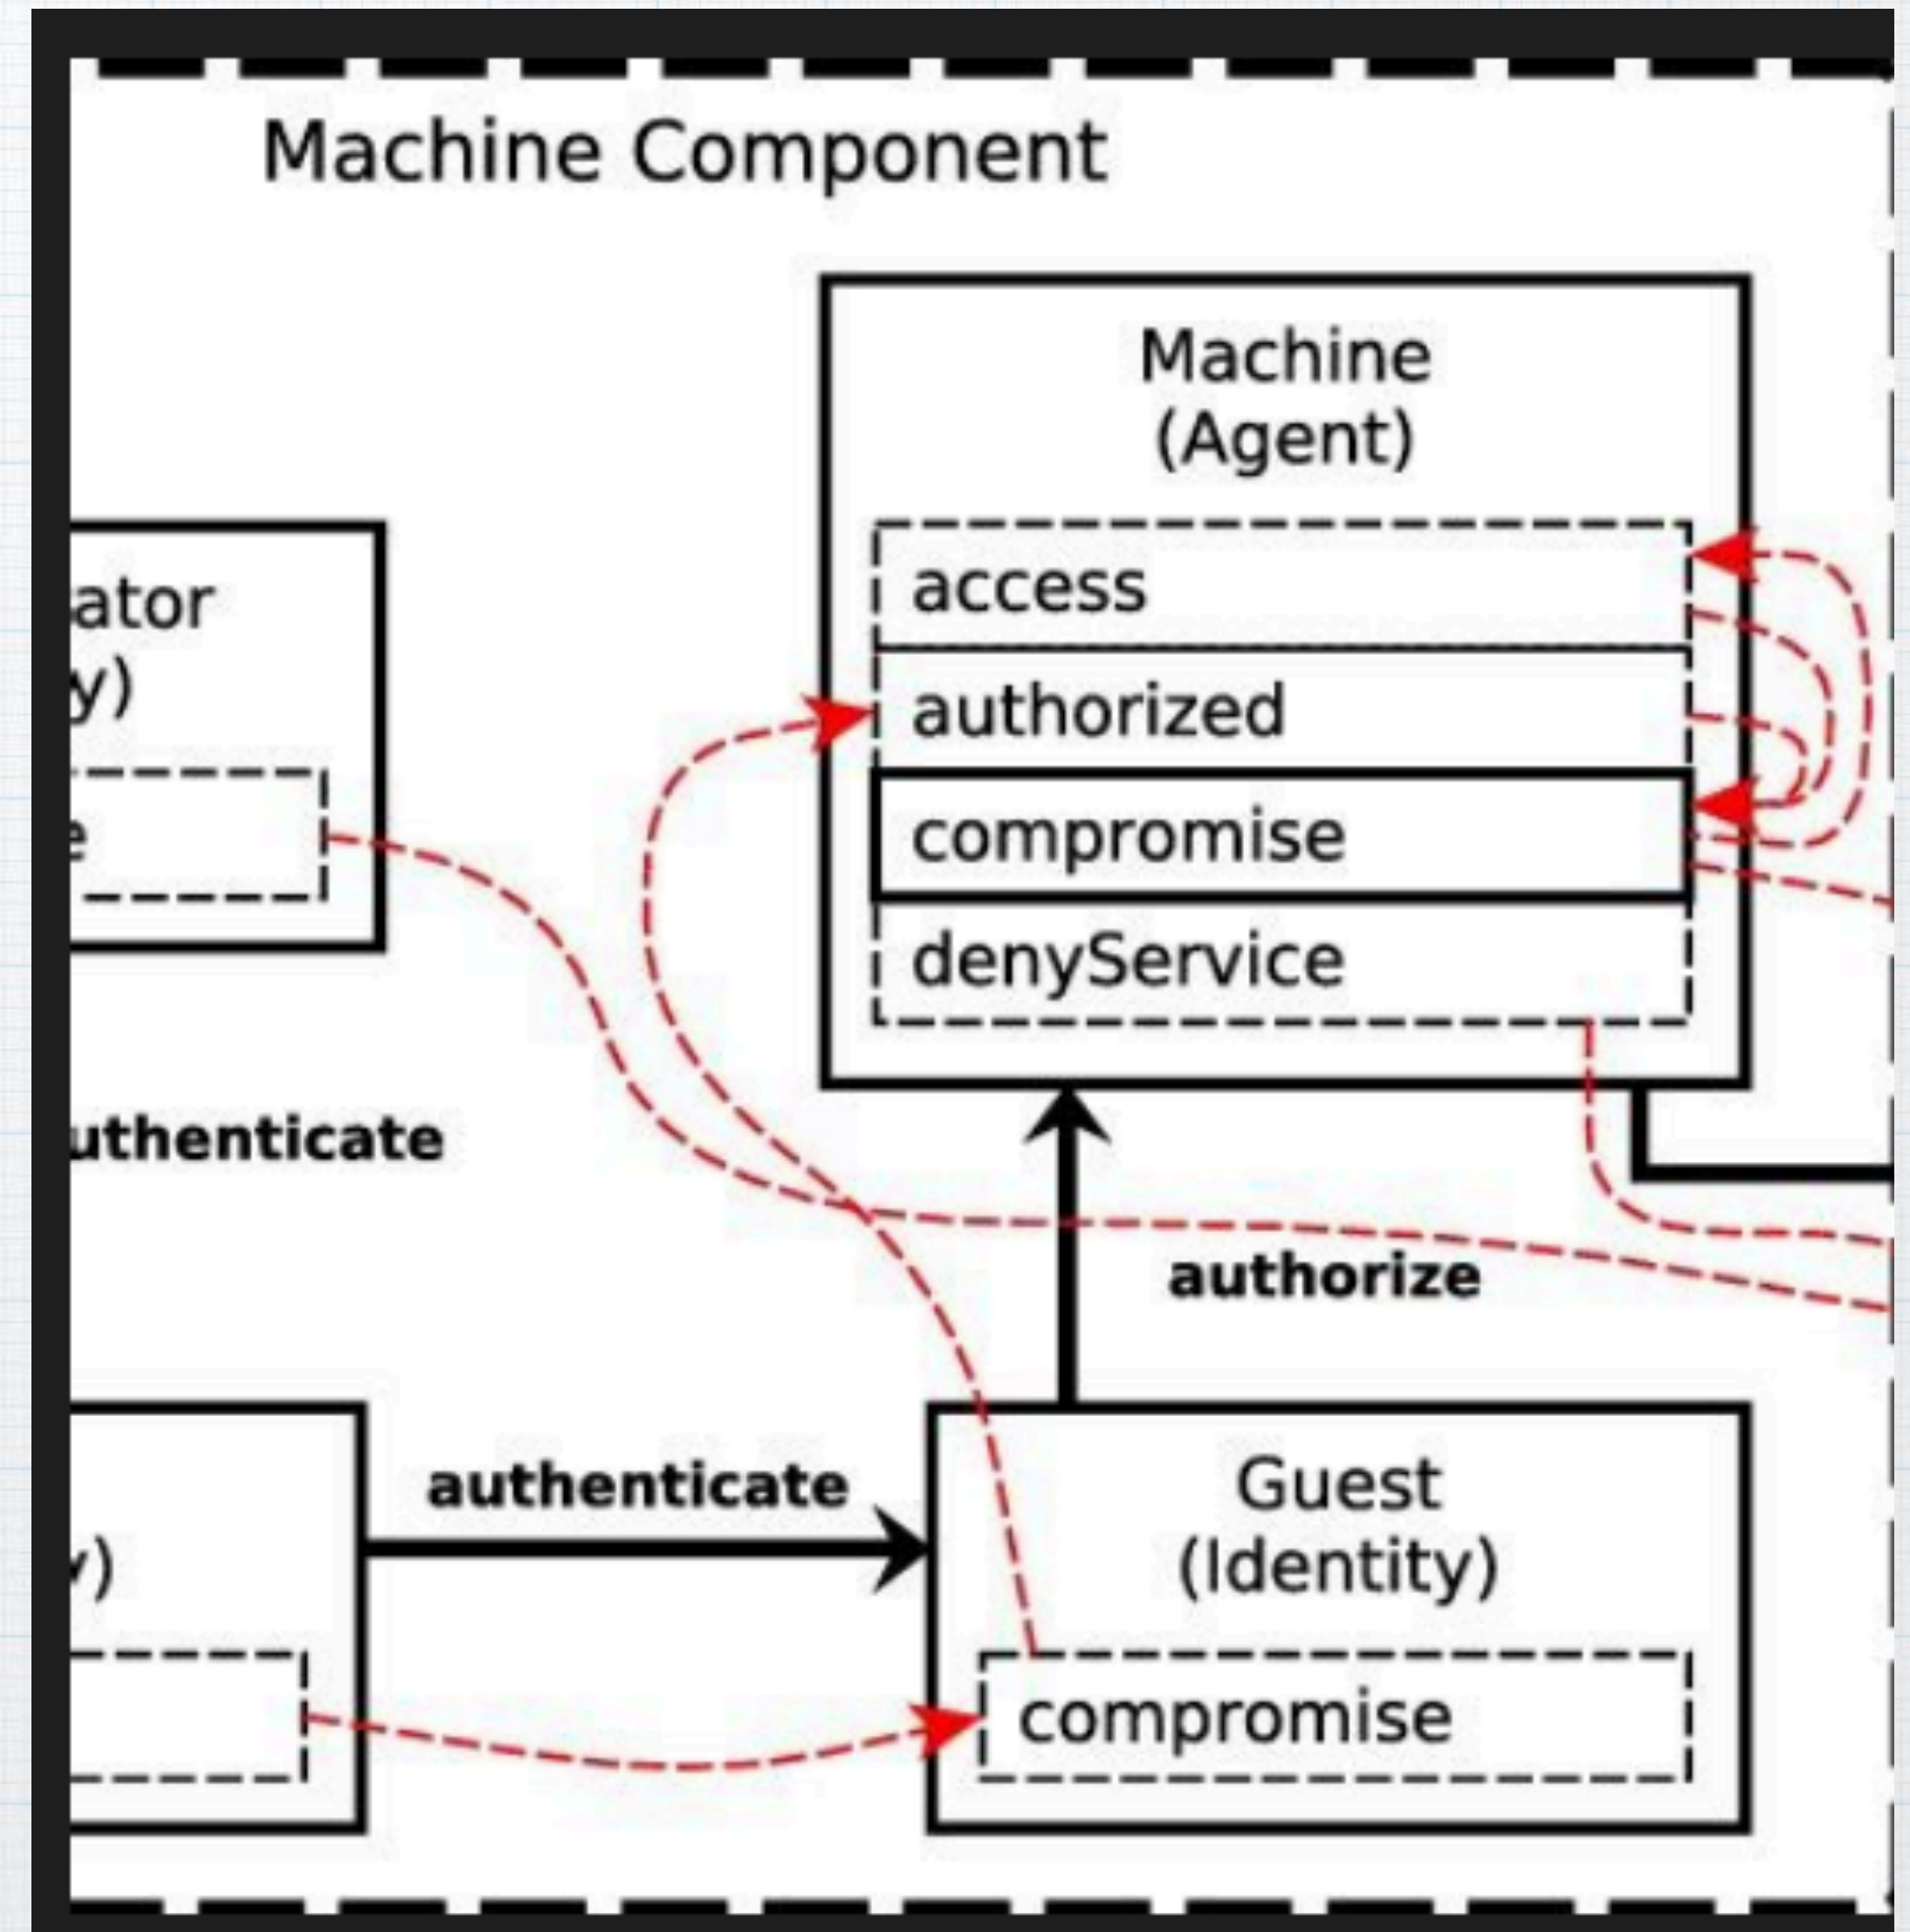 Machine Component
Machine
(Agent)
access
authorized
compromise
denyService
ator
y)
e
uthenticate
authorize
authenticate
Guest
(Identity)
y)
compromise